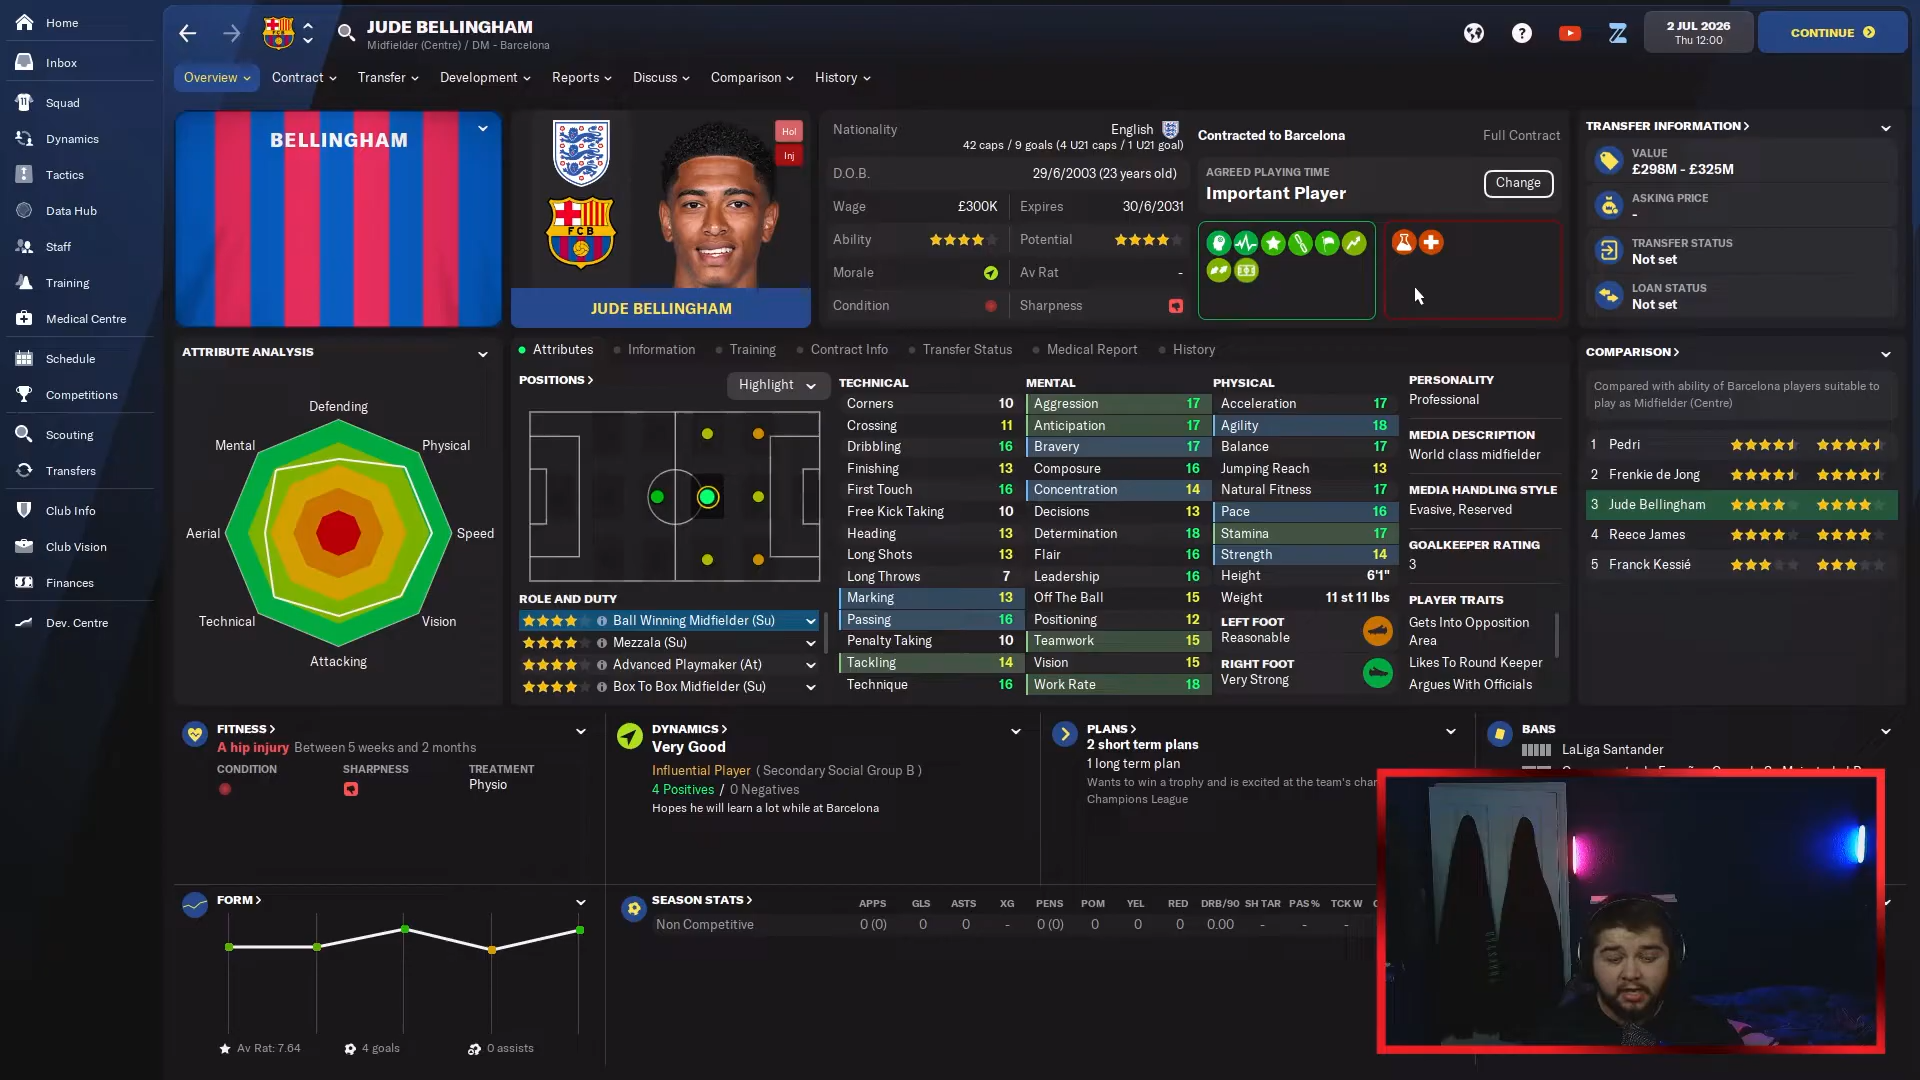 Home
Inbox
Squad
Dynamics
Tactics
Data Hub
Staff
Training
Medical Centre
Schedule
Competitions
Scouting
Transfers
Club Info
Club Vision
Finances
Dev. Centre
JUDE BELLINGHAM
Midfielder (Centre) / DM - Barcelona
2 JUL 2026
Thu 12:00
CONTINUE
Overview Contract Transfer Development Reports Discuss Comparison History
BELLINGHAM
Hol
Inj
FCB
JUDE BELLINGHAM
Nationality English
42 caps / 9 goals (4 U21 caps / 1 U21 goal)
D.O.B. 29/6/2003 (23 years old)
Wage £300K Expires 30/6/2031
Ability Potential
Morale Av Rat -
Condition Sharpness
Contracted to Barcelona Full Contract
AGREED PLAYING TIME
Important Player
Change
TRANSFER INFORMATION >
VALUE
£298M - £325M
ASKING PRICE
-
TRANSFER STATUS
Not set
LOAN STATUS
Not set
ATTRIBUTE ANALYSIS
Defending
Mental Physical
Aerial Speed
Technical Vision
Attacking
Attributes Information Training Contract Info Transfer Status Medical Report History
POSITIONS >
Highlight
ROLE AND DUTY
Ball Winning Midfielder (Su)
Mezzala (Su)
Advanced Playmaker (At)
Box To Box Midfielder (Su)
TECHNICAL
Corners 10
Crossing 11
Dribbling 16
Finishing 13
First Touch 16
Free Kick Taking 10
Heading 13
Long Shots 13
Long Throws 7
Marking 13
Passing 16
Penalty Taking 10
Tackling 14
Technique 16
MENTAL
Aggression 17
Anticipation 17
Bravery 17
Composure 16
Concentration 14
Decisions 13
Determination 18
Flair 16
Leadership 16
Off The Ball 15
Positioning 12
Teamwork 15
Vision 15
Work Rate 18
PHYSICAL
Acceleration 17
Agility 18
Balance 17
Jumping Reach 13
Natural Fitness 17
Pace 16
Stamina 17
Strength 14
Height 6'1"
Weight 11 st 11 lbs
LEFT FOOT
Reasonable
RIGHT FOOT
Very Strong
PERSONALITY
Professional
MEDIA DESCRIPTION
World class midfielder
MEDIA HANDLING STYLE
Evasive, Reserved
GOALKEEPER RATING
3
PLAYER TRAITS
Gets Into Opposition
Area
Likes To Round Keeper
Argues With Officials
COMPARISON >
Compared with ability of Barcelona players suitable to
play as Midfielder (Centre)
1 Pedri
2 Frenkie de Jong
3 Jude Bellingham
4 Reece James
5 Franck Kessié
FITNESS >
A hip injury Between 5 weeks and 2 months
CONDITION SHARPNESS TREATMENT
Physio
DYNAMICS >
Very Good
Influential Player ( Secondary Social Group B )
4 Positives / 0 Negatives
Hopes he will learn a lot while at Barcelona
PLANS >
2 short term plans
1 long term plan
Wants to win a trophy and is excited at the team's
Champions League
BANS
LaLiga Santander
FORM >
Av Rat: 7.64 4 goals 0 assists
SEASON STATS > APPS GLS ASTS XG PENS POM YEL RED DRB/90 SH TAR PAS % TCK W
Non Competitive 0 (0) 0 0 - 0 (0) 0 0 0 0.00 - - -